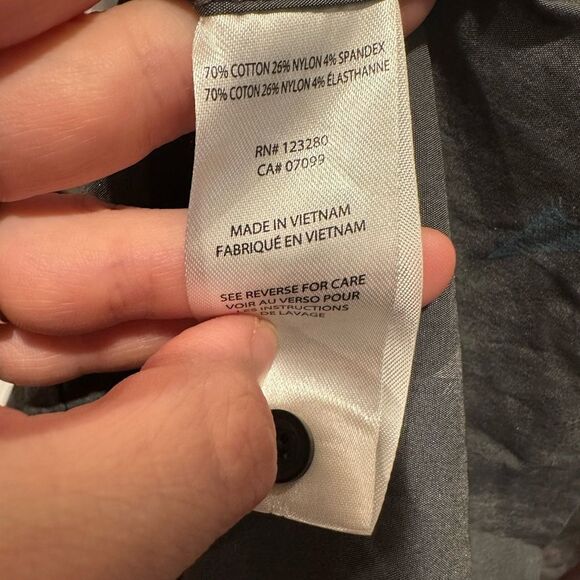 70% COTTON 26% NYLON 4% SPANDEX
70% COTON 26% NYLON 4% ÉLASTHANNE
RN# 123280
CA# 07099
MADE IN VIETNAM
FABRIQUÉ EN VIETNAM
SEE REVERSE FOR CARE
VOIR AU VERSO POUR
LES INSTRUCTIONS
DE LAVAGE